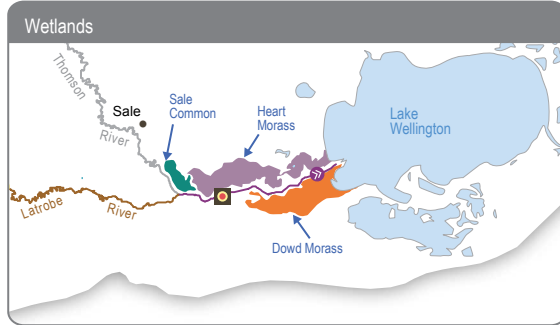 Wetlands
Thomson
River
Sale
Sale
Common
Heart
Morass
Lake
Wellington
Latrobe
River
Dowd Morass